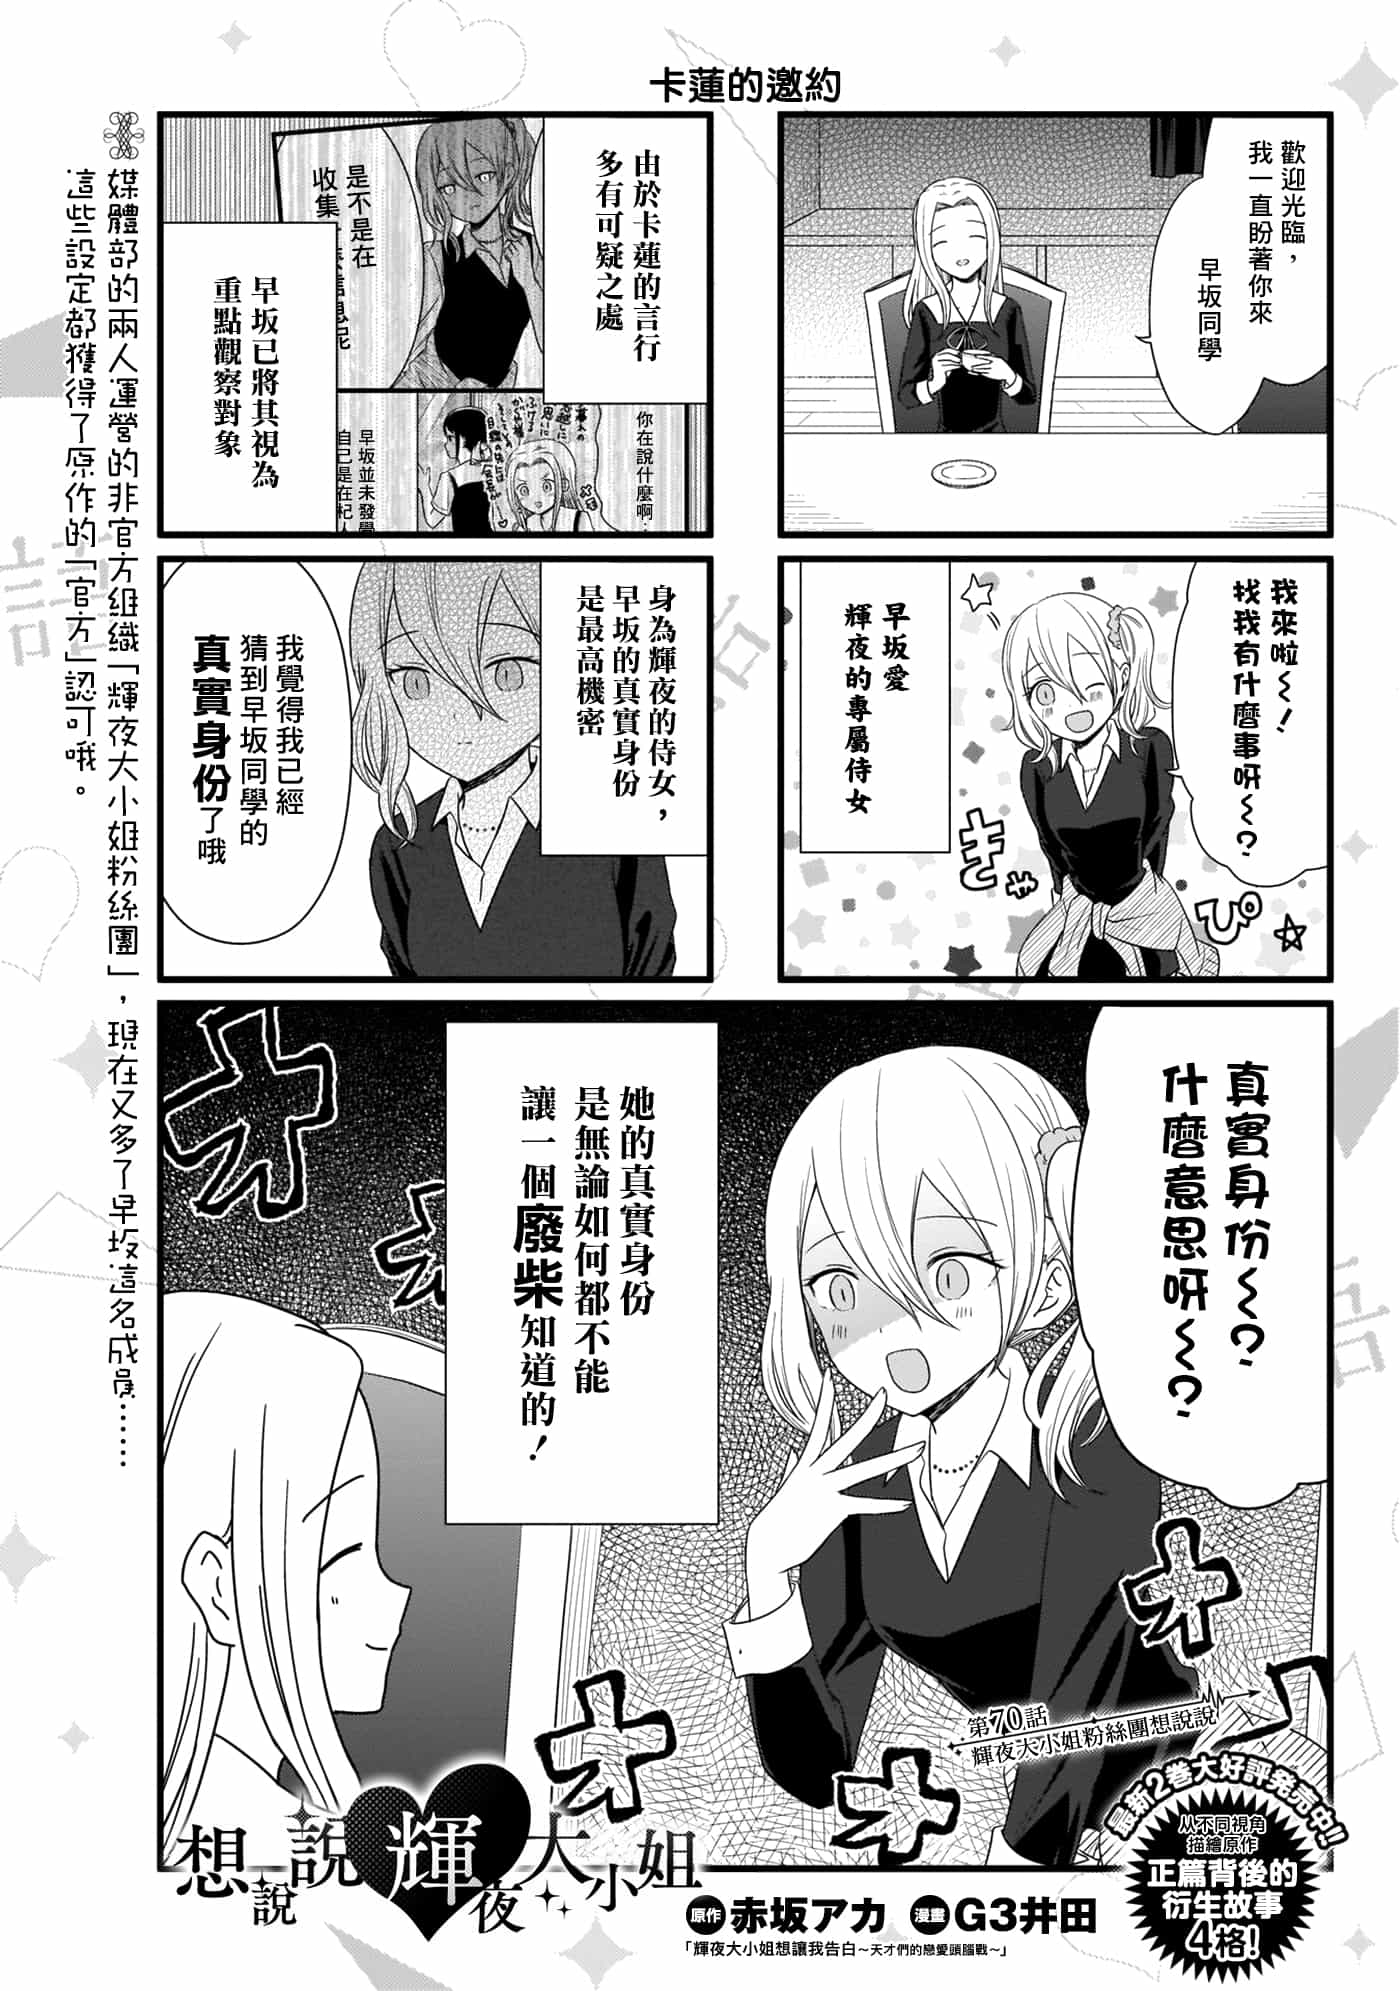 卡蓮的邀約
歡迎光臨，
我一直盼著你來
早坂同學
我來啦～！
找我有什麼事呀～？
早坂愛
輝夜的專屬侍女
きゃ
ぴ
由於卡蓮的言行
多有可疑之處
早坂已將其視為
重點觀察對象
是不是在
收集
你在說什麼啊
早坂並未發覺
自己是在杞人
身為輝夜的侍女，
早坂的真實身份
是最高機密
我覺得我已經
猜到早坂同學的
真實身份了哦
真實身份～？
什麼意思呀～？
她的真實身份
是無論如何都不能
讓一個廢柴知道的！
オ
オ
オ
オ
オ
媒體部的兩人運營的非官方組織「輝夜大小姐粉絲團」，現在又多了早坂這名成員……
這些設定都獲得了原作的「官方」認可哦。
第70話
輝夜大小姐粉絲團想說說
想說說輝夜大小姐
原作 赤坂アカ 漫畫 G3井田
「輝夜大小姐想讓我告白～天才們的戀愛頭腦戰～」
最新2巻大好評発売中!!
从不同視角
描繪原作
正篇背後的
衍生故事
4格!